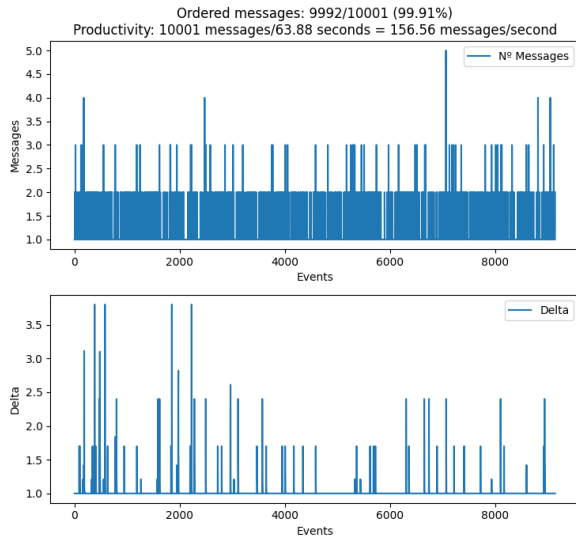 Ordered messages: 9992/10001 (99.91%)
Productivity: 10001 messages/63.88 seconds = 156.56 messages/second
Nº Messages
5.0
4.5
4.0
3.5
3.0
2.5
2.0
1.5
1.0
Messages
0 2000 4000 6000 8000
Events
Delta
3.5
3.0
2.5
2.0
1.5
1.0
Delta
0 2000 4000 6000 8000
Events